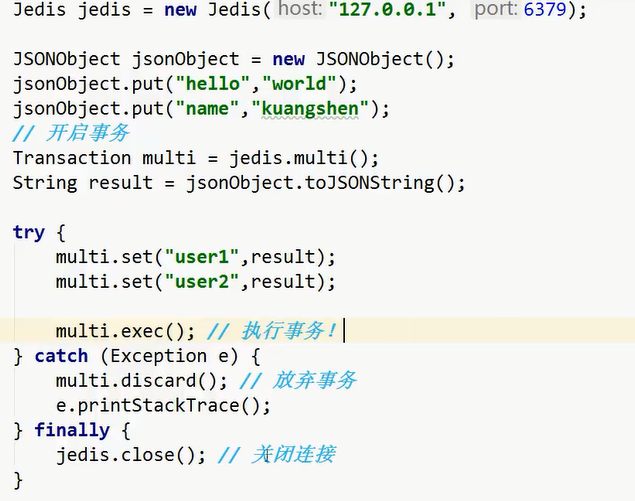 Jedis jedis = new Jedis( host: "127.0.0.1", port: 6379);
JSONObject jsonObject = new JSONObject();
jsonObject.put("hello","world");
jsonObject.put("name","kuangshen");
// 开启事务
Transaction multi = jedis.multi();
String result = jsonObject.toJSONString();
try {
multi.set("user1",result);
multi.set("user2",result);
multi.exec(); // 执行事务!
} catch (Exception e) {
multi.discard(); // 放弃事务
e.printStackTrace();
} finally {
jedis.close(); // 关闭连接
}